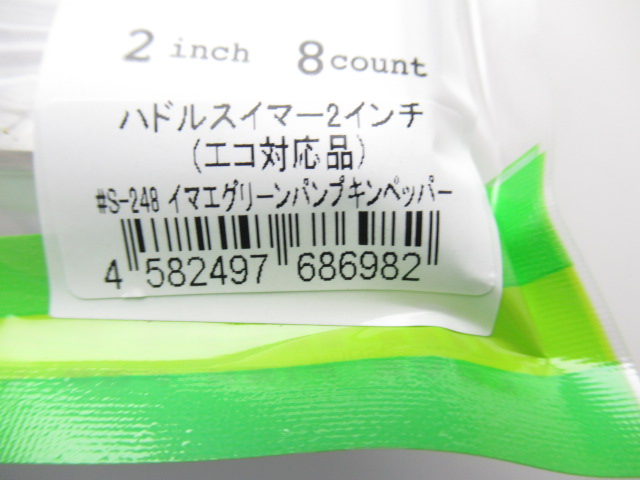 2 inch 8 count
ハドルスイマー2インチ
(エコ対応品)
#S-248 イマエグリーンパンプキンペッパー
4 582497 686982